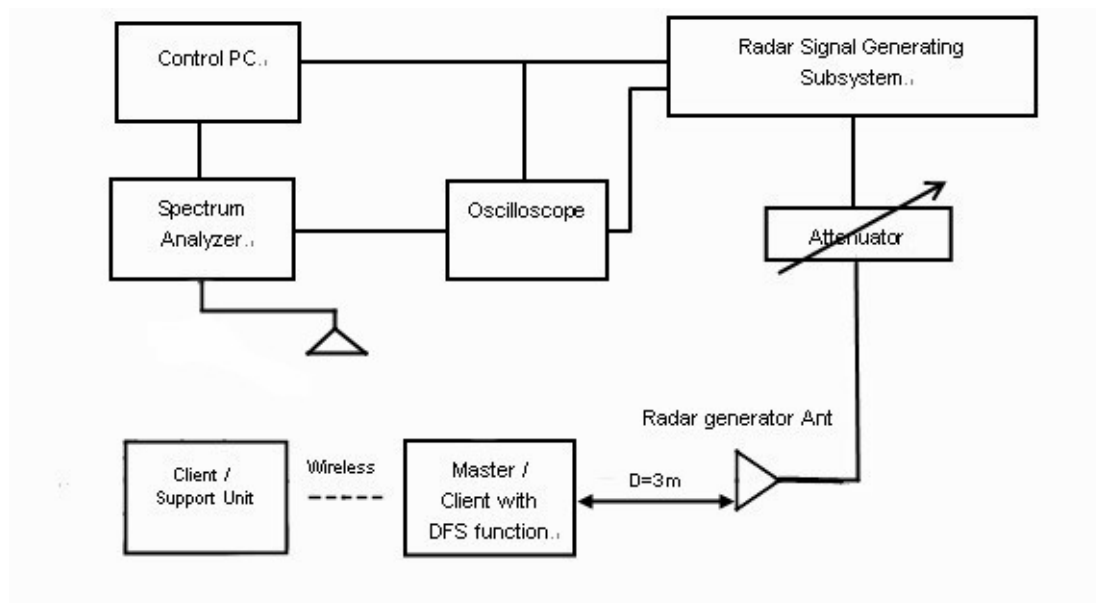 Control PC.
Radar Signal Generating
Subsystem.
Spectrum
Analyzer.
Oscilloscope
Attenuator
Radar generator Ant
Client /
Support Unit
Wireless
Master /
Client with
DFS function.
D=3m